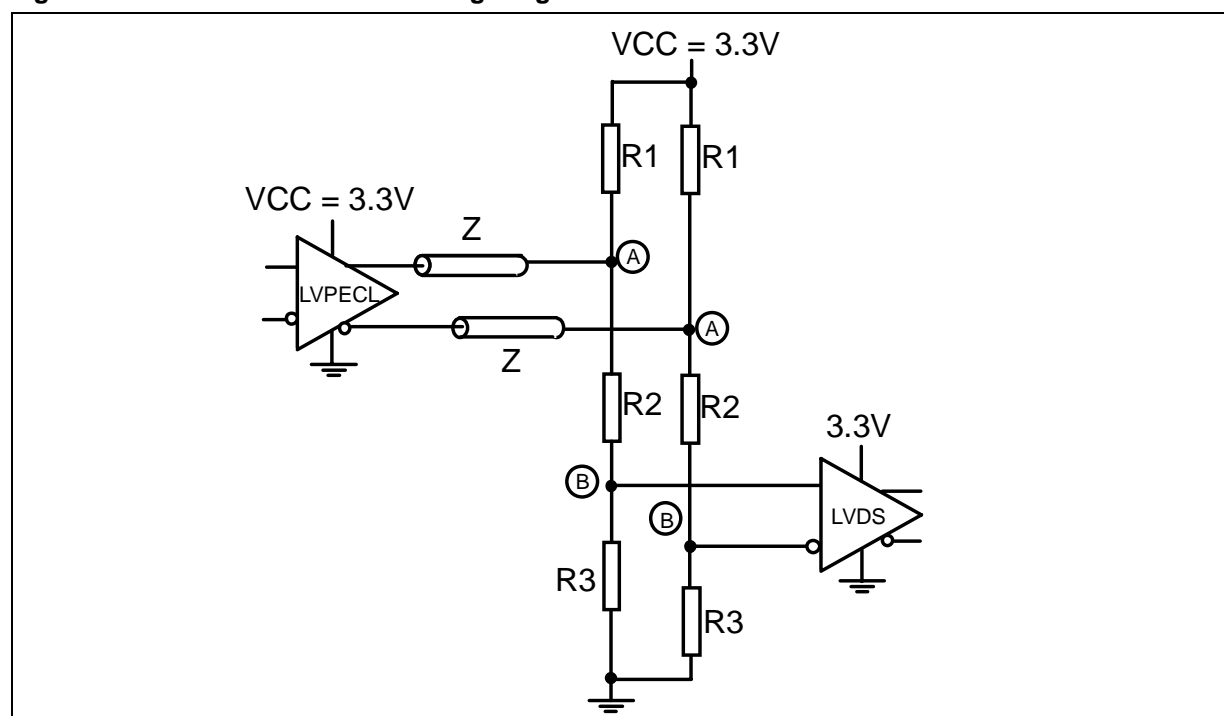 VCC = 3.3V
R1
R1
VCC = 3.3V
Z
A
LVPECL
A
Z
R2
R2
3.3V
B
B
LVDS
R3
R3